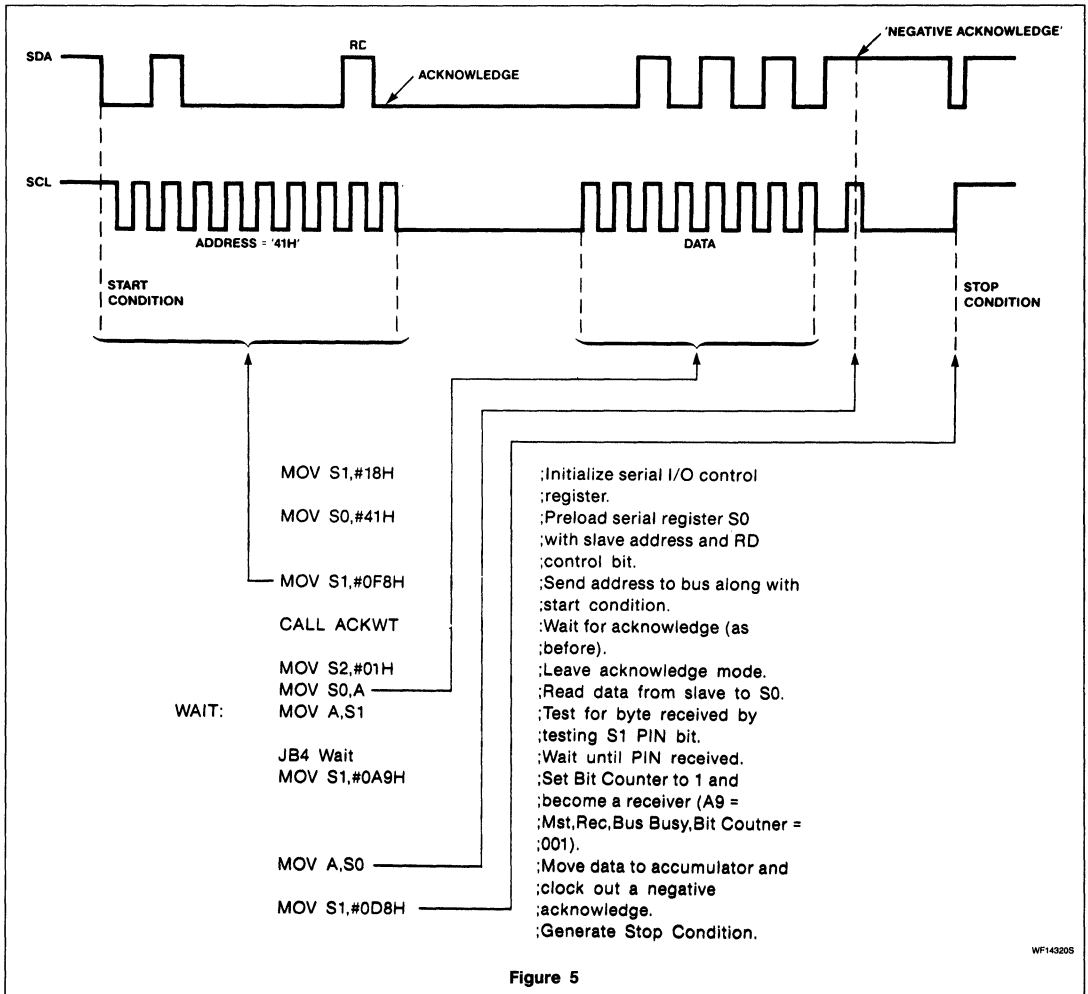 'NEGATIVE ACKNOWLEDGE'
SDA
RD
ACKNOWLEDGE
SCL
ADDRESS = '41H'
DATA
START
CONDITION
STOP
CONDITION
MOV S1,#18H ;Initialize serial I/O control
;register.
MOV S0,#41H ;Preload serial register S0
;with slave address and RD
;control bit.
MOV S1,#0F8H ;Send address to bus along with
;start condition.
CALL ACKWT :Wait for acknowledge (as
;before).
MOV S2,#01H ;Leave acknowledge mode.
MOV S0,A ;Read data from slave to S0.
WAIT: MOV A,S1 ;Test for byte received by
;testing S1 PIN bit.
JB4 Wait ;Wait until PIN received.
MOV S1,#0A9H ;Set Bit Counter to 1 and
;become a receiver (A9 =
;Mst,Rec,Bus Busy,Bit Coutner =
;001).
MOV A,S0 ;Move data to accumulator and
;clock out a negative
MOV S1,#0D8H ;acknowledge.
;Generate Stop Condition.
WF14320S
Figure 5